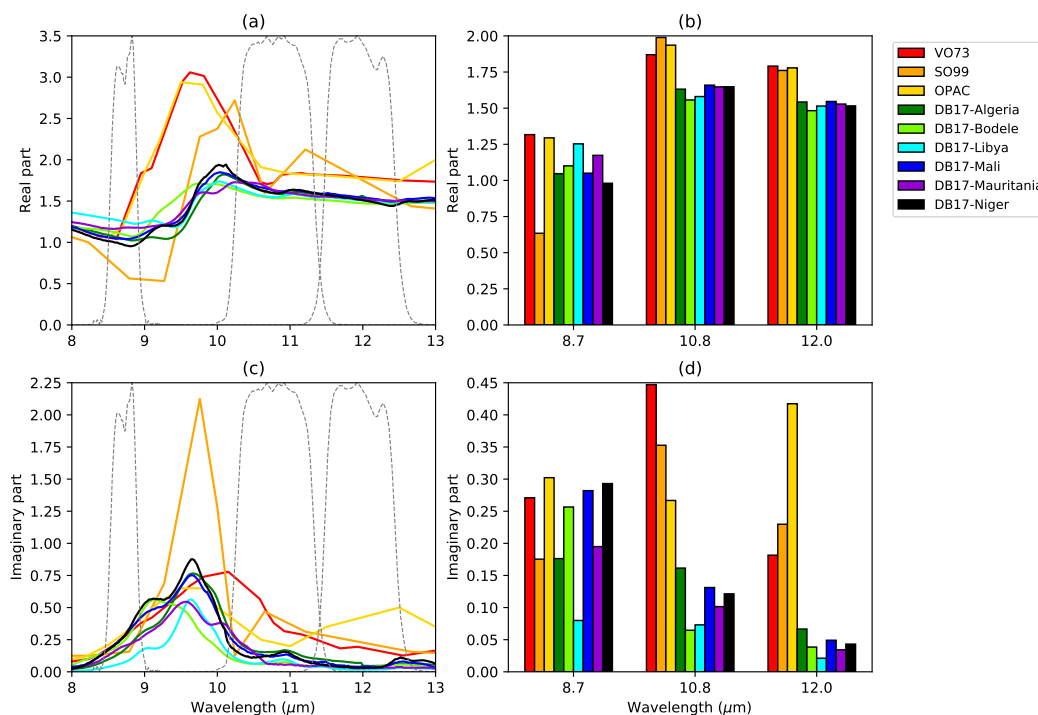 (a)
3.5
3.0
2.5
2.0
1.5
1.0
0.5
0.0
Real part
8 9 10 11 12 13
(b)
2.00
1.75
1.50
1.25
1.00
0.75
0.50
0.25
0.00
Real part
8.7 10.8 12.0
VO73
SO99
OPAC
DB17-Algeria
DB17-Bodele
DB17-Libya
DB17-Mali
DB17-Mauritania
DB17-Niger
(c)
2.25
2.00
1.75
1.50
1.25
1.00
0.75
0.50
0.25
0.00
Imaginary part
8 9 10 11 12 13
Wavelength (μm)
(d)
0.45
0.40
0.35
0.30
0.25
0.20
0.15
0.10
0.05
0.00
Imaginary part
8.7 10.8 12.0
Wavelength (μm)